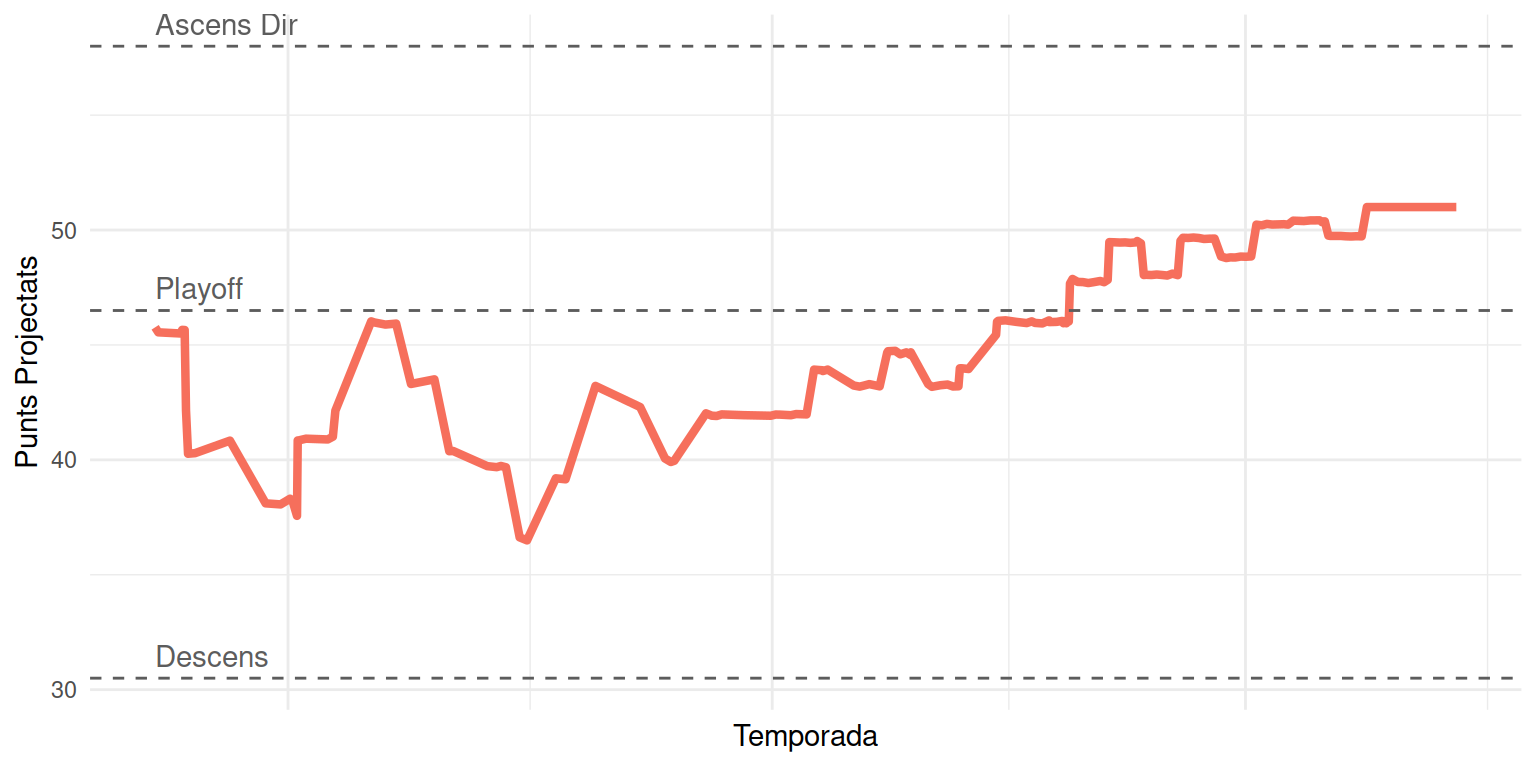 Ascens Dir
50
Playoff
Punts Projectats
40
Descens
30
Temporada